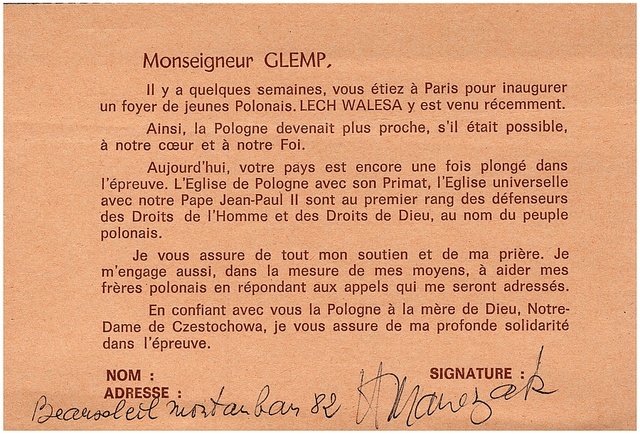 Monseigneur GLEMP,
Il y a quelques semaines, vous étiez à Paris pour inaugurer
un foyer de jeunes Polonais. LECH WALESA y est venu récemment.
Ainsi, la Pologne devenait plus proche, s'il était possible,
à notre cœur et à notre Foi.
Aujourd'hui, votre pays est encore une fois plongé dans
l'épreuve. L'Eglise de Pologne avec son Primat, l'Eglise universelle
avec notre Pape Jean-Paul II sont au premier rang des défenseurs
des Droits de l'Homme et des Droits de Dieu, au nom du peuple
polonais.
Je vous assure de tout mon soutien et de ma prière. Je
m'engage aussi, dans la mesure de mes moyens, à aider mes
frères polonais en répondant aux appels qui me seront adressés.
En confiant avec vous la Pologne à la mère de Dieu, Notre-
Dame de Czestochowa, je vous assure de ma profonde solidarité
dans l'épreuve.
NOM : SIGNATURE :
ADRESSE :
montauban 82